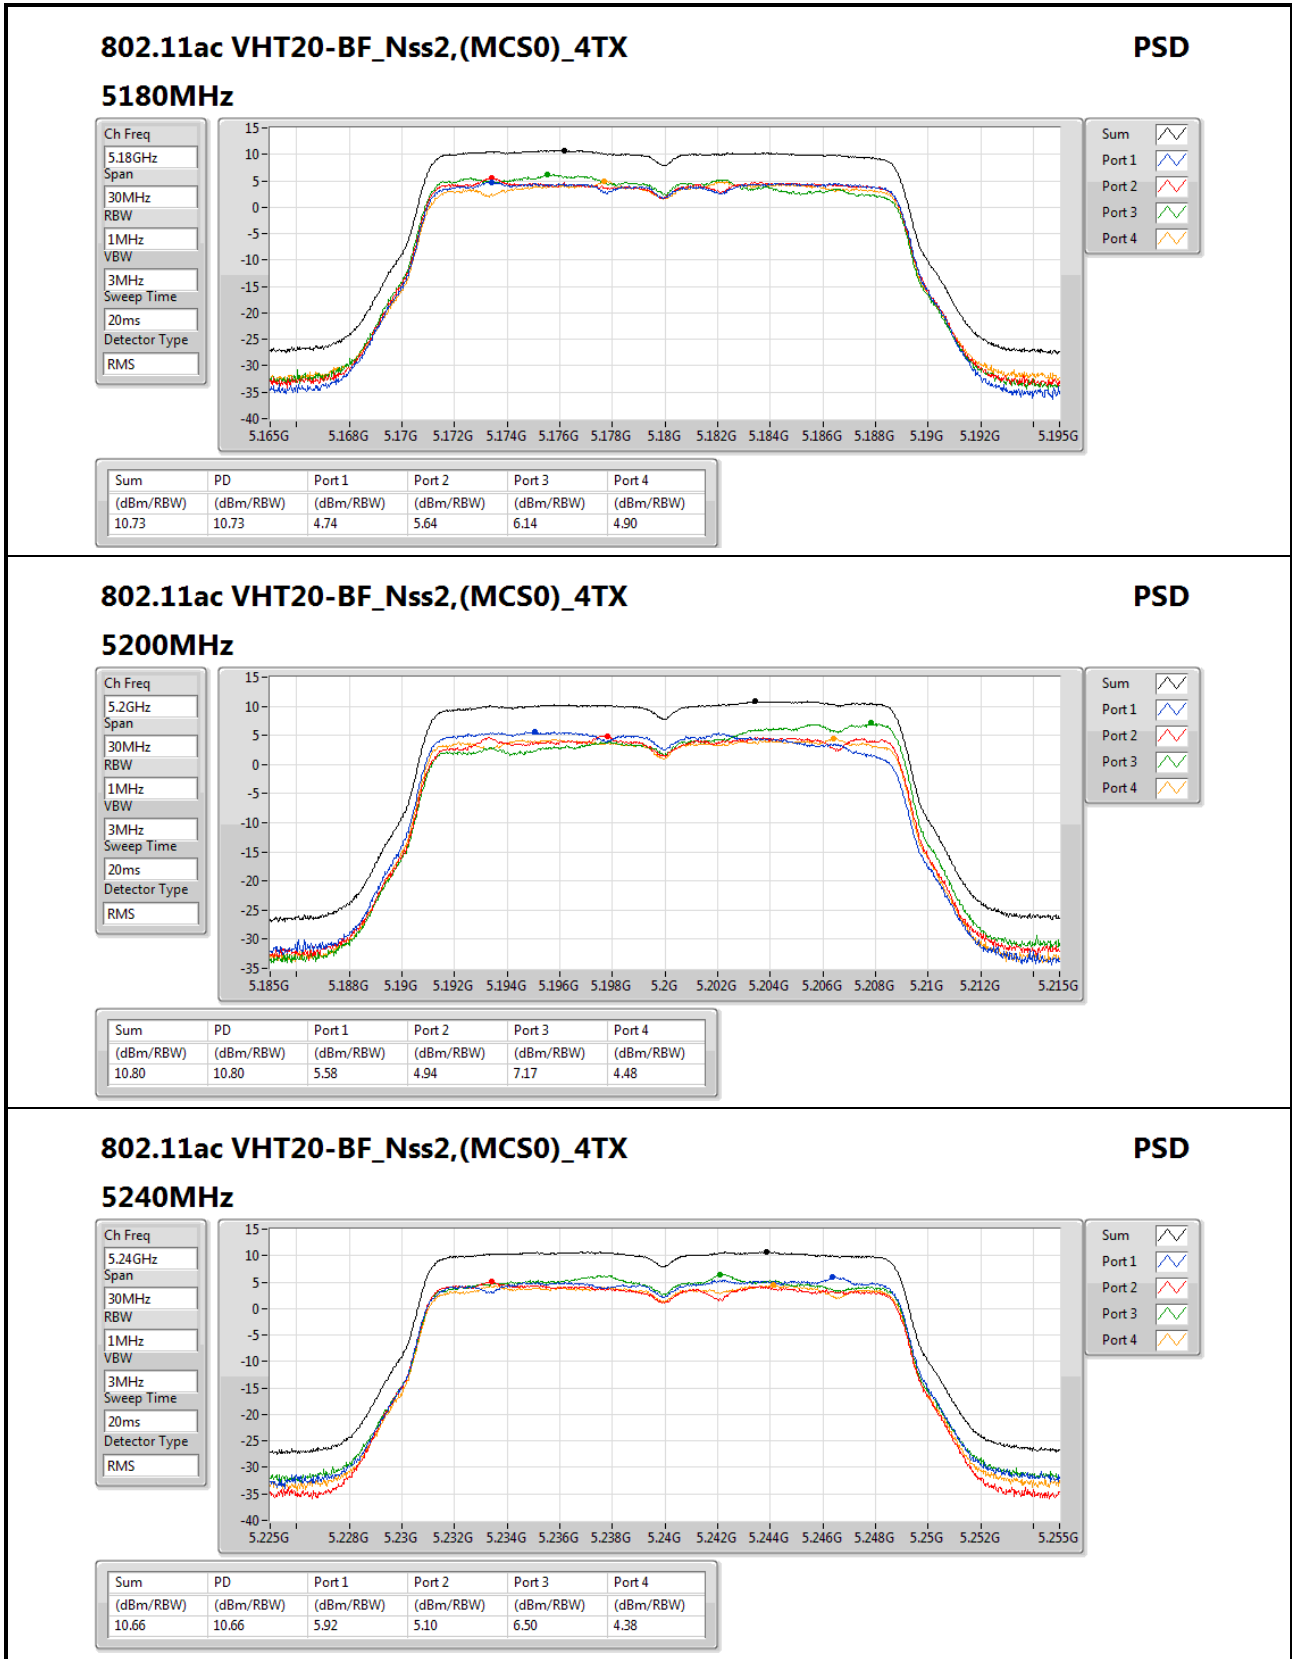 802.11ac VHT20-BF_Nss2,(MCS0)_4TX PSD
5180MHz
Ch Freq
5.18GHz
Span
30MHz
RBW
1MHz
VBW
3MHz
Sweep Time
20ms
Detector Type
RMS
15
10
5
0
-5
-10
-15
-20
-25
-30
-35
-40
5.165G 5.168G 5.17G 5.172G 5.174G 5.176G 5.178G 5.18G 5.182G 5.184G 5.186G 5.188G 5.19G 5.192G 5.195G
Sum
Port 1
Port 2
Port 3
Port 4
Sum PD Port 1 Port 2 Port 3 Port 4
(dBm/RBW) (dBm/RBW) (dBm/RBW) (dBm/RBW) (dBm/RBW) (dBm/RBW)
10.73 10.73 4.74 5.64 6.14 4.90
802.11ac VHT20-BF_Nss2,(MCS0)_4TX PSD
5200MHz
Ch Freq
5.2GHz
Span
30MHz
RBW
1MHz
VBW
3MHz
Sweep Time
20ms
Detector Type
RMS
15
10
5
0
-5
-10
-15
-20
-25
-30
-35
5.185G 5.188G 5.19G 5.192G 5.194G 5.196G 5.198G 5.2G 5.202G 5.204G 5.206G 5.208G 5.21G 5.212G 5.215G
Sum
Port 1
Port 2
Port 3
Port 4
Sum PD Port 1 Port 2 Port 3 Port 4
(dBm/RBW) (dBm/RBW) (dBm/RBW) (dBm/RBW) (dBm/RBW) (dBm/RBW)
10.80 10.80 5.58 4.94 7.17 4.48
802.11ac VHT20-BF_Nss2,(MCS0)_4TX PSD
5240MHz
Ch Freq
5.24GHz
Span
30MHz
RBW
1MHz
VBW
3MHz
Sweep Time
20ms
Detector Type
RMS
15
10
5
0
-5
-10
-15
-20
-25
-30
-35
-40
5.225G 5.228G 5.23G 5.232G 5.234G 5.236G 5.238G 5.24G 5.242G 5.244G 5.246G 5.248G 5.25G 5.252G 5.255G
Sum
Port 1
Port 2
Port 3
Port 4
Sum PD Port 1 Port 2 Port 3 Port 4
(dBm/RBW) (dBm/RBW) (dBm/RBW) (dBm/RBW) (dBm/RBW) (dBm/RBW)
10.66 10.66 5.92 5.10 6.50 4.38